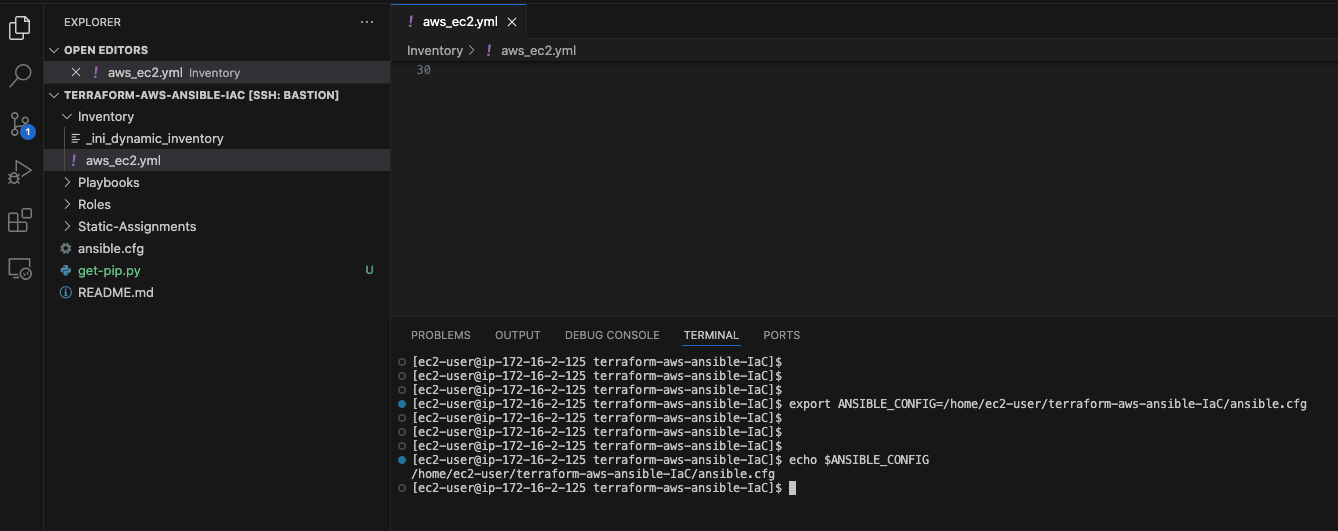 EXPLORER
OPEN EDITORS
! aws_ec2.yml Inventory
TERRAFORM-AWS-ANSIBLE-IAC [SSH: BASTION]
Inventory
_ini_dynamic_inventory
! aws_ec2.yml
Playbooks
Roles
Static-Assignments
ansible.cfg
get-pip.py U
README.md
1
! aws_ec2.yml
Inventory > ! aws_ec2.yml
30
PROBLEMS OUTPUT DEBUG CONSOLE TERMINAL PORTS
[ec2-user@ip-172-16-2-125 terraform-aws-ansible-IaC]$
[ec2-user@ip-172-16-2-125 terraform-aws-ansible-IaC]$
[ec2-user@ip-172-16-2-125 terraform-aws-ansible-IaC]$
[ec2-user@ip-172-16-2-125 terraform-aws-ansible-IaC]$ export ANSIBLE_CONFIG=/home/ec2-user/terraform-aws-ansible-IaC/ansible.cfg
[ec2-user@ip-172-16-2-125 terraform-aws-ansible-IaC]$
[ec2-user@ip-172-16-2-125 terraform-aws-ansible-IaC]$
[ec2-user@ip-172-16-2-125 terraform-aws-ansible-IaC]$
[ec2-user@ip-172-16-2-125 terraform-aws-ansible-IaC]$ echo $ANSIBLE_CONFIG
/home/ec2-user/terraform-aws-ansible-IaC/ansible.cfg
[ec2-user@ip-172-16-2-125 terraform-aws-ansible-IaC]$